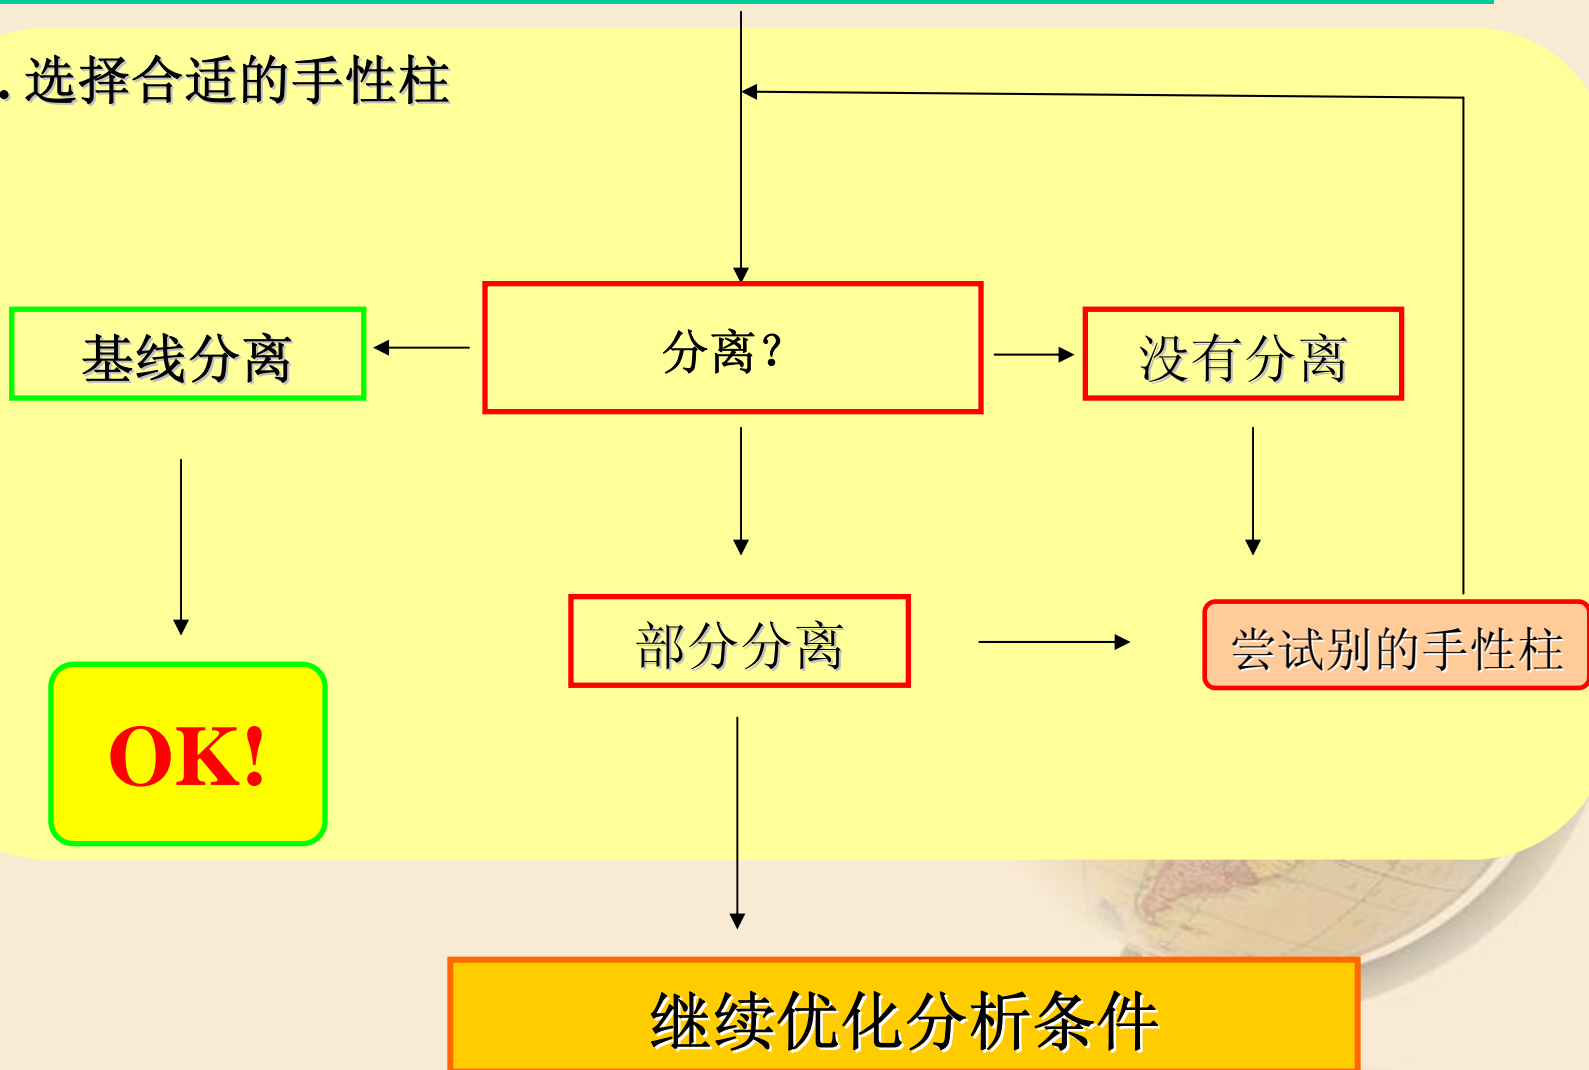 .选择合适的手性柱
基线分离
分离?
没有分离
部分分离
尝试别的手性柱
OK!
继续优化分析条件